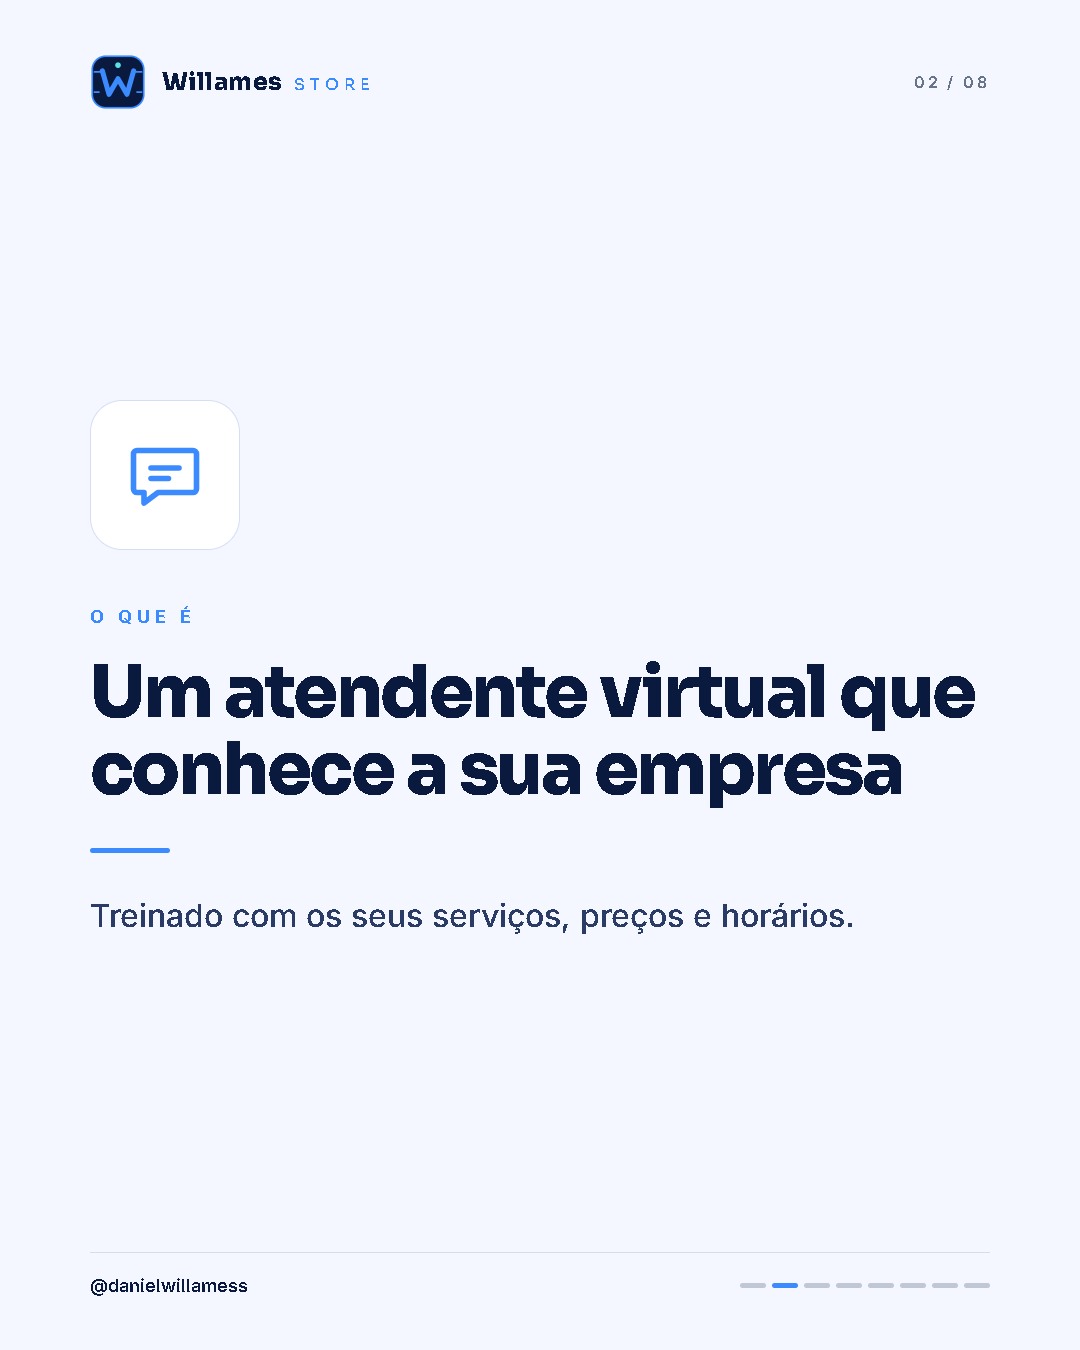 Willames STORE
02 / 08
O QUE É
Um atendente virtual que
conhece a sua empresa
Treinado com os seus serviços, preços e horários.
@danielwillamess